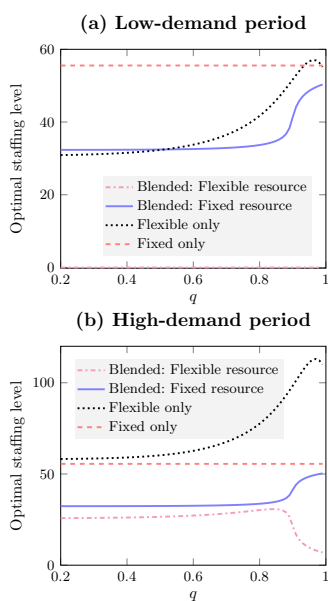 (a) Low-demand period
60
40
20
0
Optimal staffing level
Blended: Flexible resource
Blended: Fixed resource
Flexible only
Fixed only
0.2 0.4 0.6 0.8 1
q
(b) High-demand period
100
50
0
Optimal staffing level
Blended: Flexible resource
Blended: Fixed resource
Flexible only
Fixed only
0.2 0.4 0.6 0.8 1
q